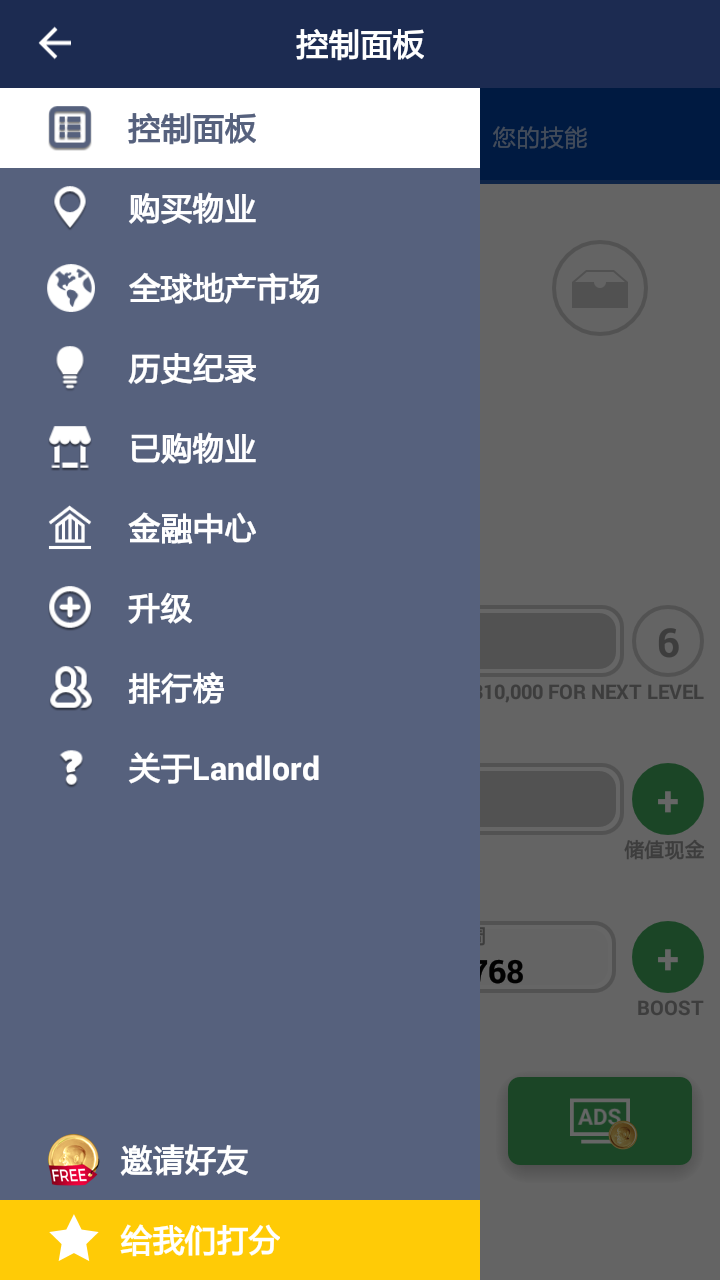 控制面板
控制面板
您的技能
购买物业
全球地产市场
历史纪录
已购物业
金融中心
升级
6
10,000 FOR NEXT LEVEL
排行榜
关于Landlord
储值现金
768
BOOST
ADS
FREE
邀请好友
给我们打分